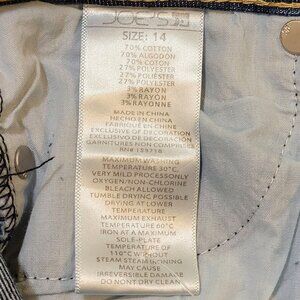 JOE'S
SIZE: 14
70% COTTON
70% ALGODON
70% COTON
27% POLYESTER
27% POLYESTER
27% POLYESTER
3% RAYON
3% RAYON
3% RAYONNE
MADE IN CHINA
HECHO EN CHINA
FABRIQUE EN CHINE
EXCLUSIVE OF DECORATION
EXCLUSIVO DE DECORACION
GARNITURES NON COMPRISES
RN#
MAXIMUM WASHING
TEMPERATURE 30°C.
VERY MILD PROCESSONLY
OXYGEN/NON-CHLORINE
BLEACH ALLOWED
TUMBLE DRYING POSSIBLE
DRYING AT LOWER
TEMPERATURE
MAXIMUM EXHAUST
TEMPERATURE 60°C
IRON AT A MAXIMUM
SOLE-PLATE
TEMPERATURE OF
110°C WITHOUT
STEAM STEAM IRONING
MAY CAUSE
IRREVERSIBLE DAMAGE
DO NONT DRY CLEAN